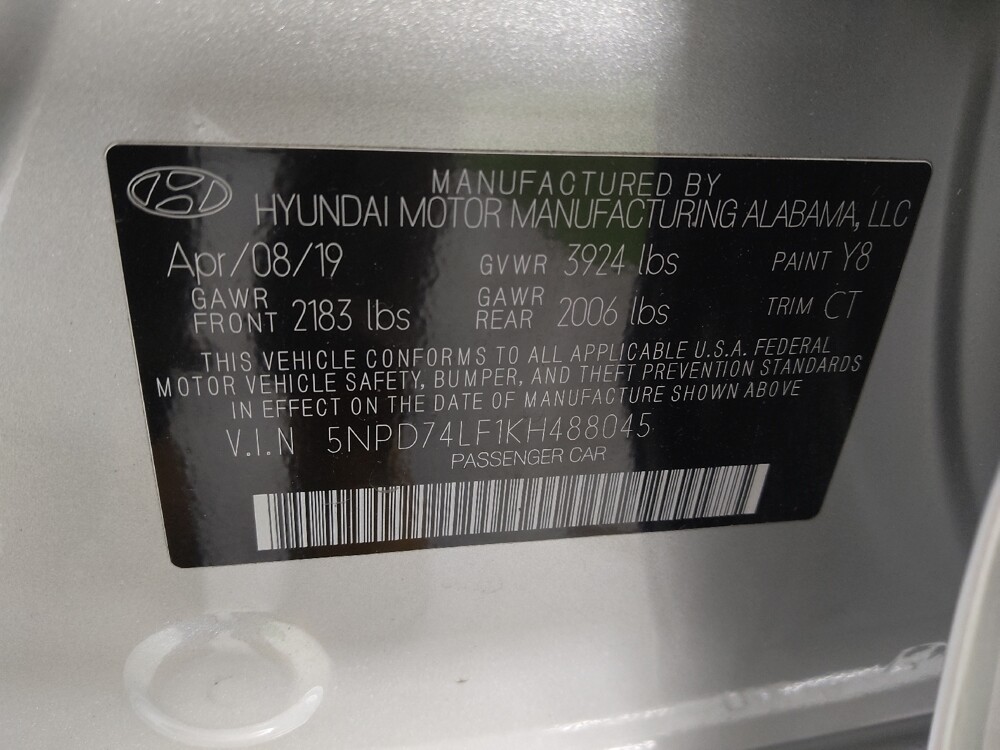 MANUFACTURED BY
HYUNDAI MOTOR MANUFACTURING ALABAMA, LLC
Apr/08/19 GVWR 3924 lbs PAINT Y8
GAWR FRONT 2183 lbs GAWR REAR 2006 lbs TRIM CT
THIS VEHICLE CONFORMS TO ALL APPLICABLE U.S.A. FEDERAL
MOTOR VEHICLE SAFETY, BUMPER, AND THEFT PREVENTION STANDARDS
IN EFFECT ON THE DATE OF MANUFACTURE SHOWN ABOVE
V.I.N 5NPD74LF1KH488045
PASSENGER CAR